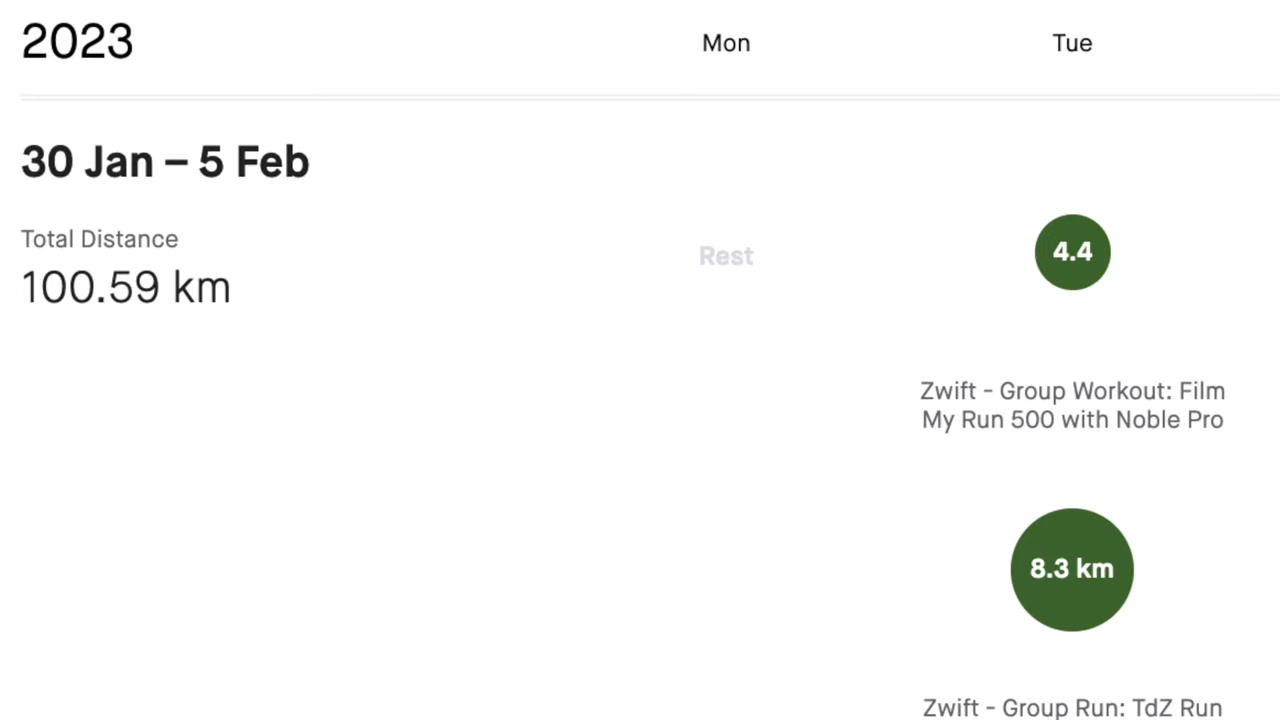 2023
Mon
Tue
30 Jan – 5 Feb
Total Distance
100.59 km
Rest
4.4
Zwift - Group Workout: Film
My Run 500 with Noble Pro
8.3 km
Zwift - Group Run: TdZ Run